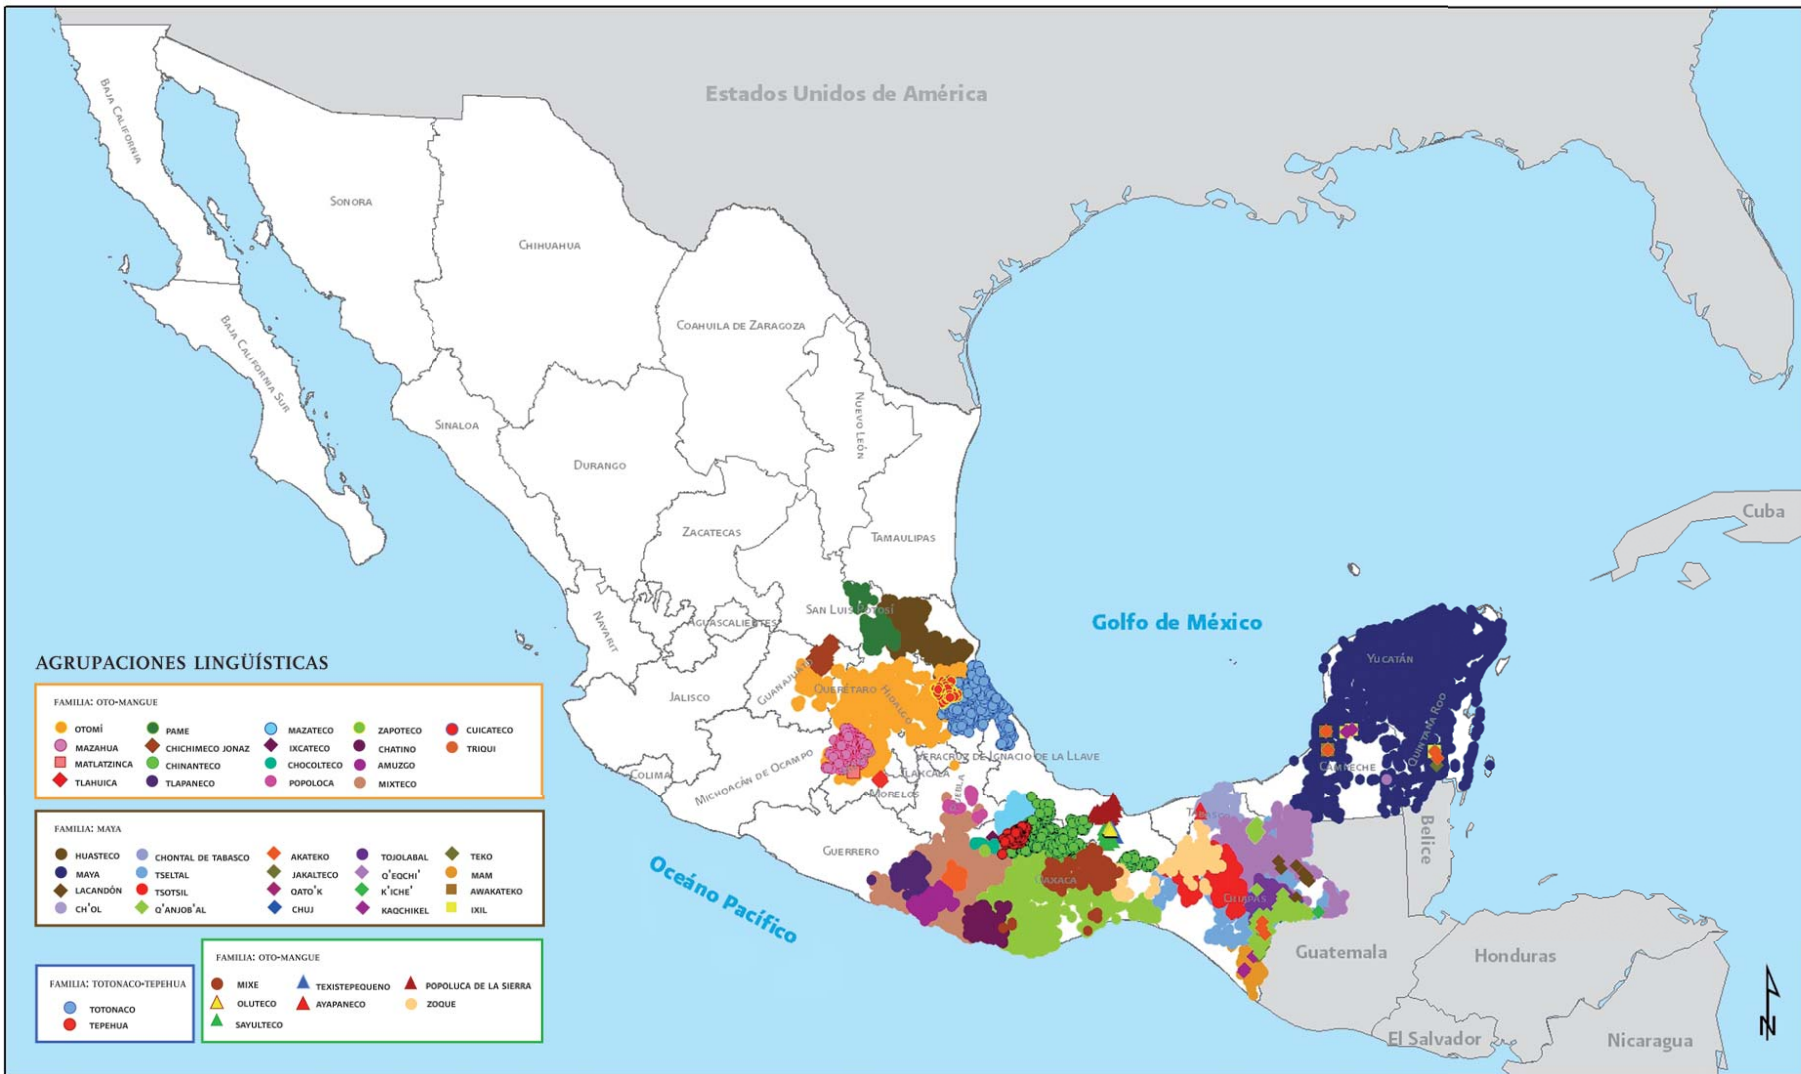 Estados Unidos de América
BAJA CALIFORNIA
SONORA
CHIHUAHUA
COAHUILA DE ZARAGOZA
BAJA CALIFORNIA SUR
NUEVO LEÓN
SINALOA
DURANGO
ZACATECAS
TAMAULIPAS
Cuba
SAN LUIS POTOSÍ
AGUASCALIENTES
NAYARIT
Golfo de México
YUCATÁN
JALISCO
GUANAJUATO
QUERÉTARO
HIDALGO
QUINTANA ROO
CAMPECHE
VERACRUZ DE IGNACIO DE LA LLAVE
TLAXCALA
COLIMA
MICHOACÁN DE OCAMPO
MORELOS
PUEBLA
TABASCO
GUERRERO
OAXACA
CHIAPAS
Belice
Océano Pacífico
Guatemala
Honduras
El Salvador
Nicaragua
N
AGRUPACIONES LINGÜÍSTICAS
FAMILIA: OTO-MANGUE
OTOMÍ
MAZAHUA
MATLATZINCA
TLAHUICA
PAME
CHICHIMECO JONAZ
CHINANTECO
TLAPANECO
MAZATECO
IXCATECO
CHOCOLTECO
POPOLOCA
ZAPOTECO
CHATINO
AMUZGO
MIXTECO
CUICATECO
TRIQUI
FAMILIA: MAYA
HUASTECO
MAYA
LACANDÓN
CH'OL
CHONTAL DE TABASCO
TSELTAL
TSOTSIL
Q'ANJOB'AL
AKATEKO
JAKALTECO
QATO'K
CHUJ
TOJOLABAL
Q'EQCHI'
K'ICHE'
KAQCHIKEL
TEKO
MAM
AWAKATEKO
IXIL
FAMILIA: TOTONACO-TEPEHUA
TOTONACO
TEPEHUA
FAMILIA: OTO-MANGUE
MIXE
OLUTECO
SAYULTECO
TEXISTEPEQUENO
AYAPANECO
POPOLUCA DE LA SIERRA
ZOQUE